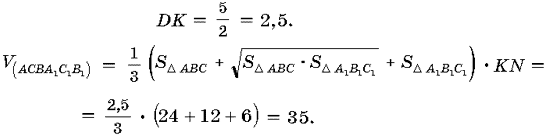 DK = 5/2 = 2,5.
V_(ACBA₁C₁B₁) = 1/3 (S_△ABC + √(S_△ABC · S_△A₁B₁C₁) + S_△A₁B₁C₁) · KN =
= 2,5/3 · (24 + 12 + 6) = 35.